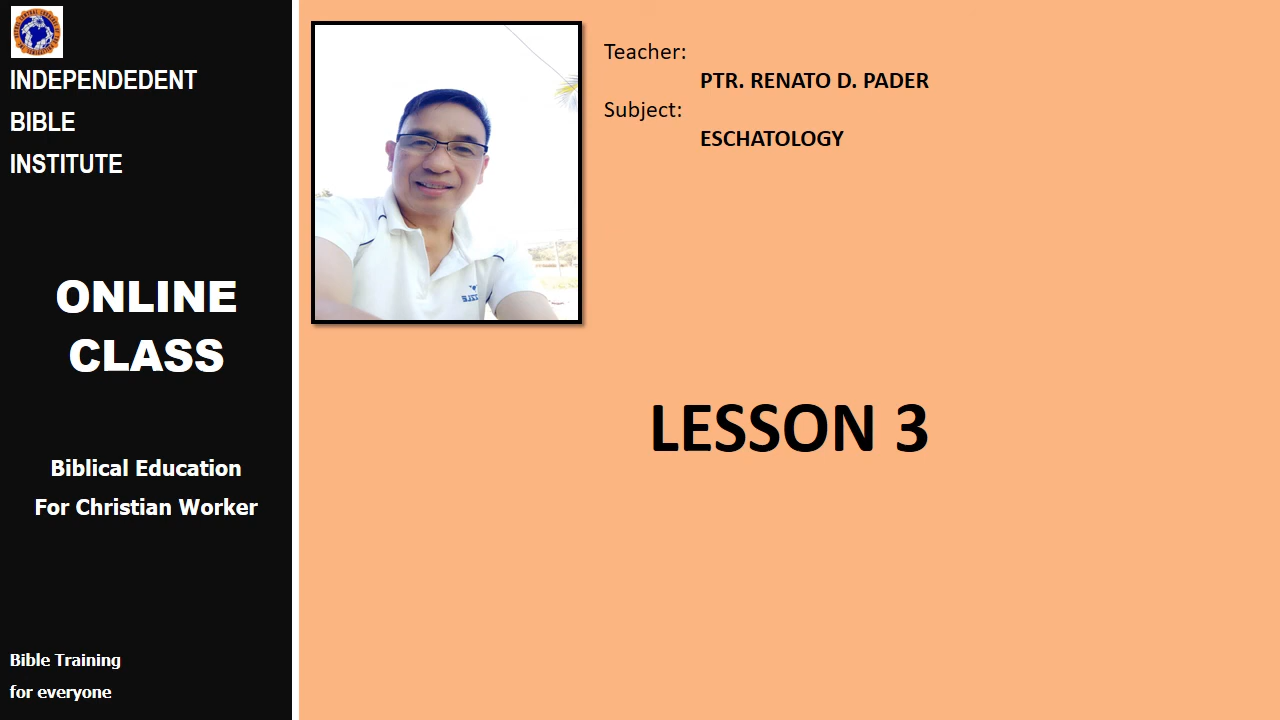 INDEPENDEDENT
BIBLE
INSTITUTE
ONLINE
CLASS
Biblical Education
For Christian Worker
Bible Training
for everyone
Teacher:
PTR. RENATO D. PADER
Subject:
ESCHATOLOGY
LESSON 3